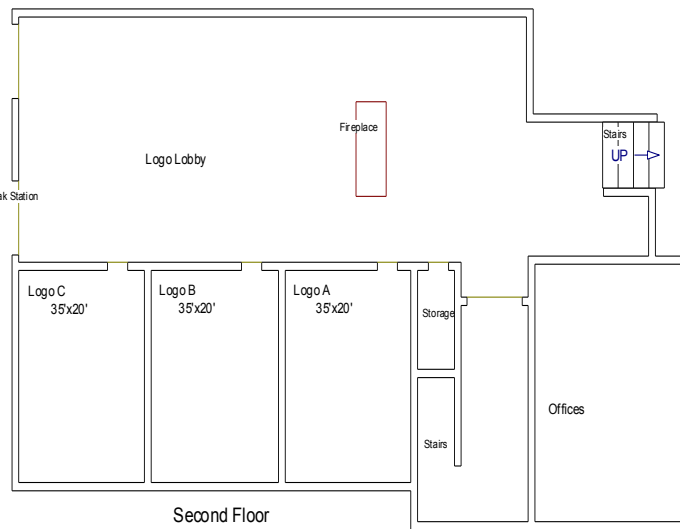 Stairs
UP
Fireplace
Logo Lobby
Station
Logo C
35'x20'
Logo B
35'x20'
Logo A
35'x20'
Storage
Offices
Stairs
Second Floor